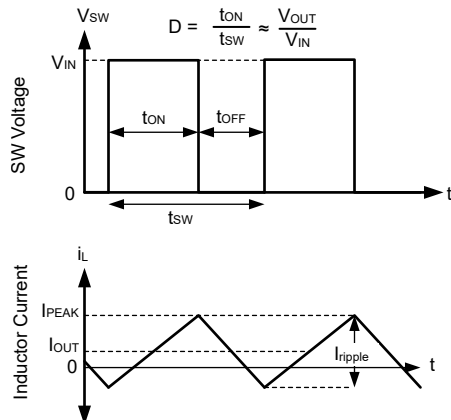 VSW
D = tON / tSW ≈ VOUT / VIN
VIN
SW Voltage
tON
tOFF
0
t
tSW
iL
Inductor Current
IPEAK
IOUT
0
t
Iripple